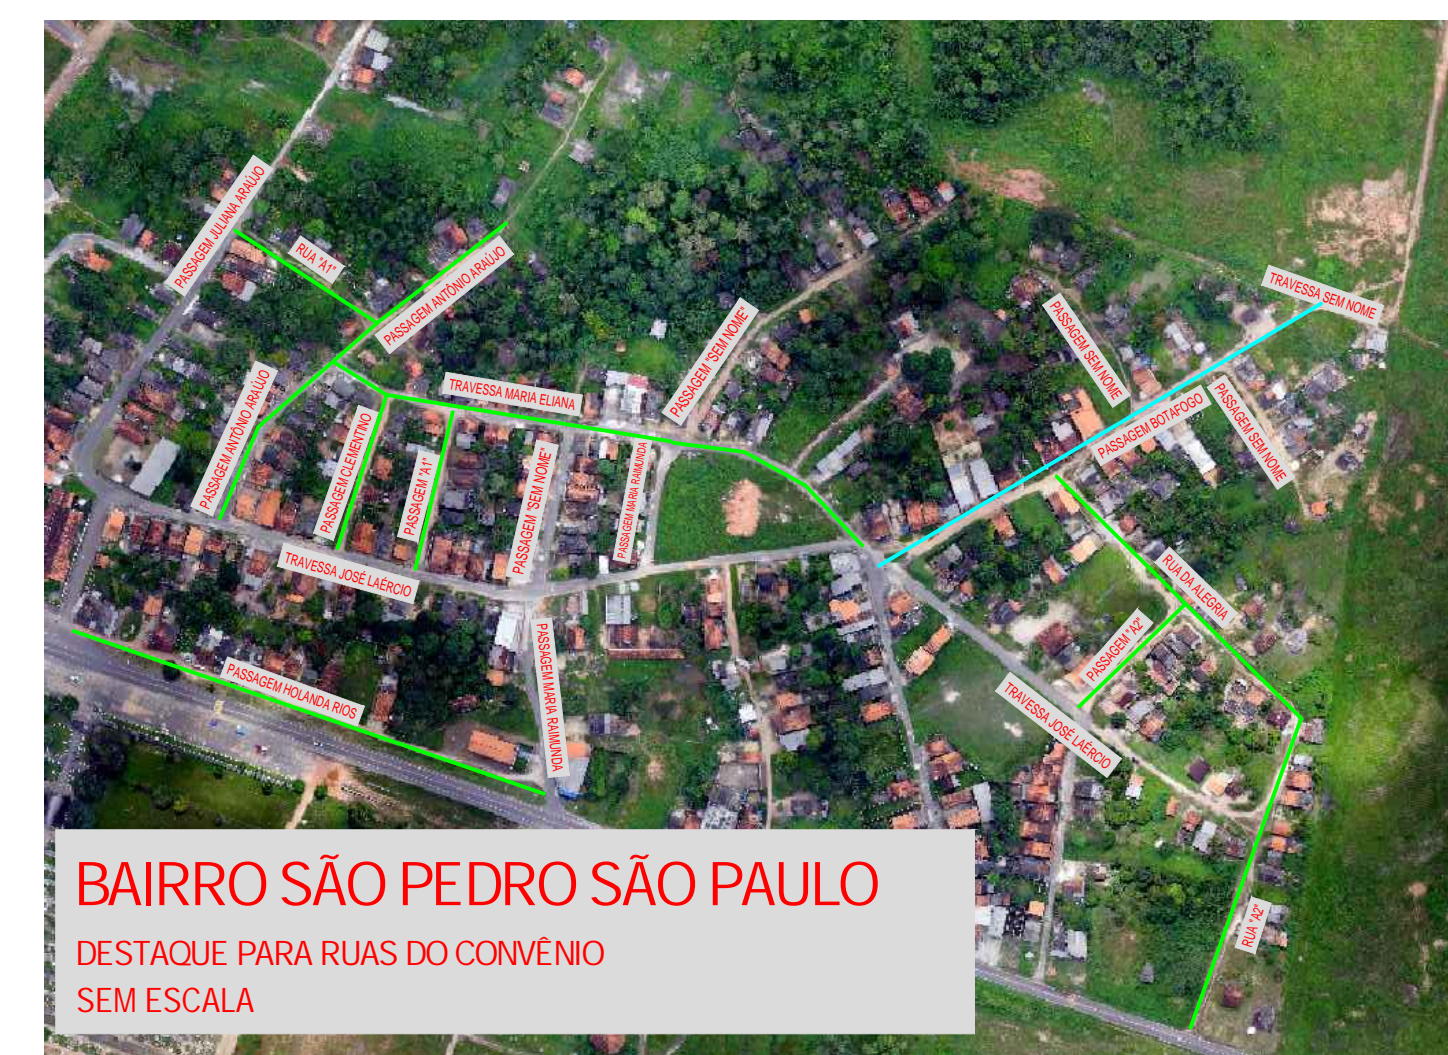 PASSAGEM JULIANA ARAÚJO
RUA "A1"
PASSAGEM ANTÔNIO ARAÚJO
TRAVESSA SEM NOME
PASSAGEM "SEM NOME"
PASSAGEM SEM NOME
TRAVESSA MARIA ELIANA
PASSAGEM BOTAFOGO
PASSAGEM SEM NOME
PASSAGEM ANTÔNIO ARAÚJO
PASSAGEM CLEMENTINO
PASSAGEM "A1"
PASSAGEM "SEM NOME"
PASSAGEM MARIA RAIMUNDA
TRAVESSA JOSÉ LAÉRCIO
RUA DA ALEGRIA
PASSAGEM "A2"
PASSAGEM HOLANDA RIOS
PASSAGEM MARIA RAIMUNDA
TRAVESSA JOSÉ LAÉRCIO
RUA "A2"
BAIRRO SÃO PEDRO SÃO PAULO
DESTAQUE PARA RUAS DO CONVÊNIO
SEM ESCALA